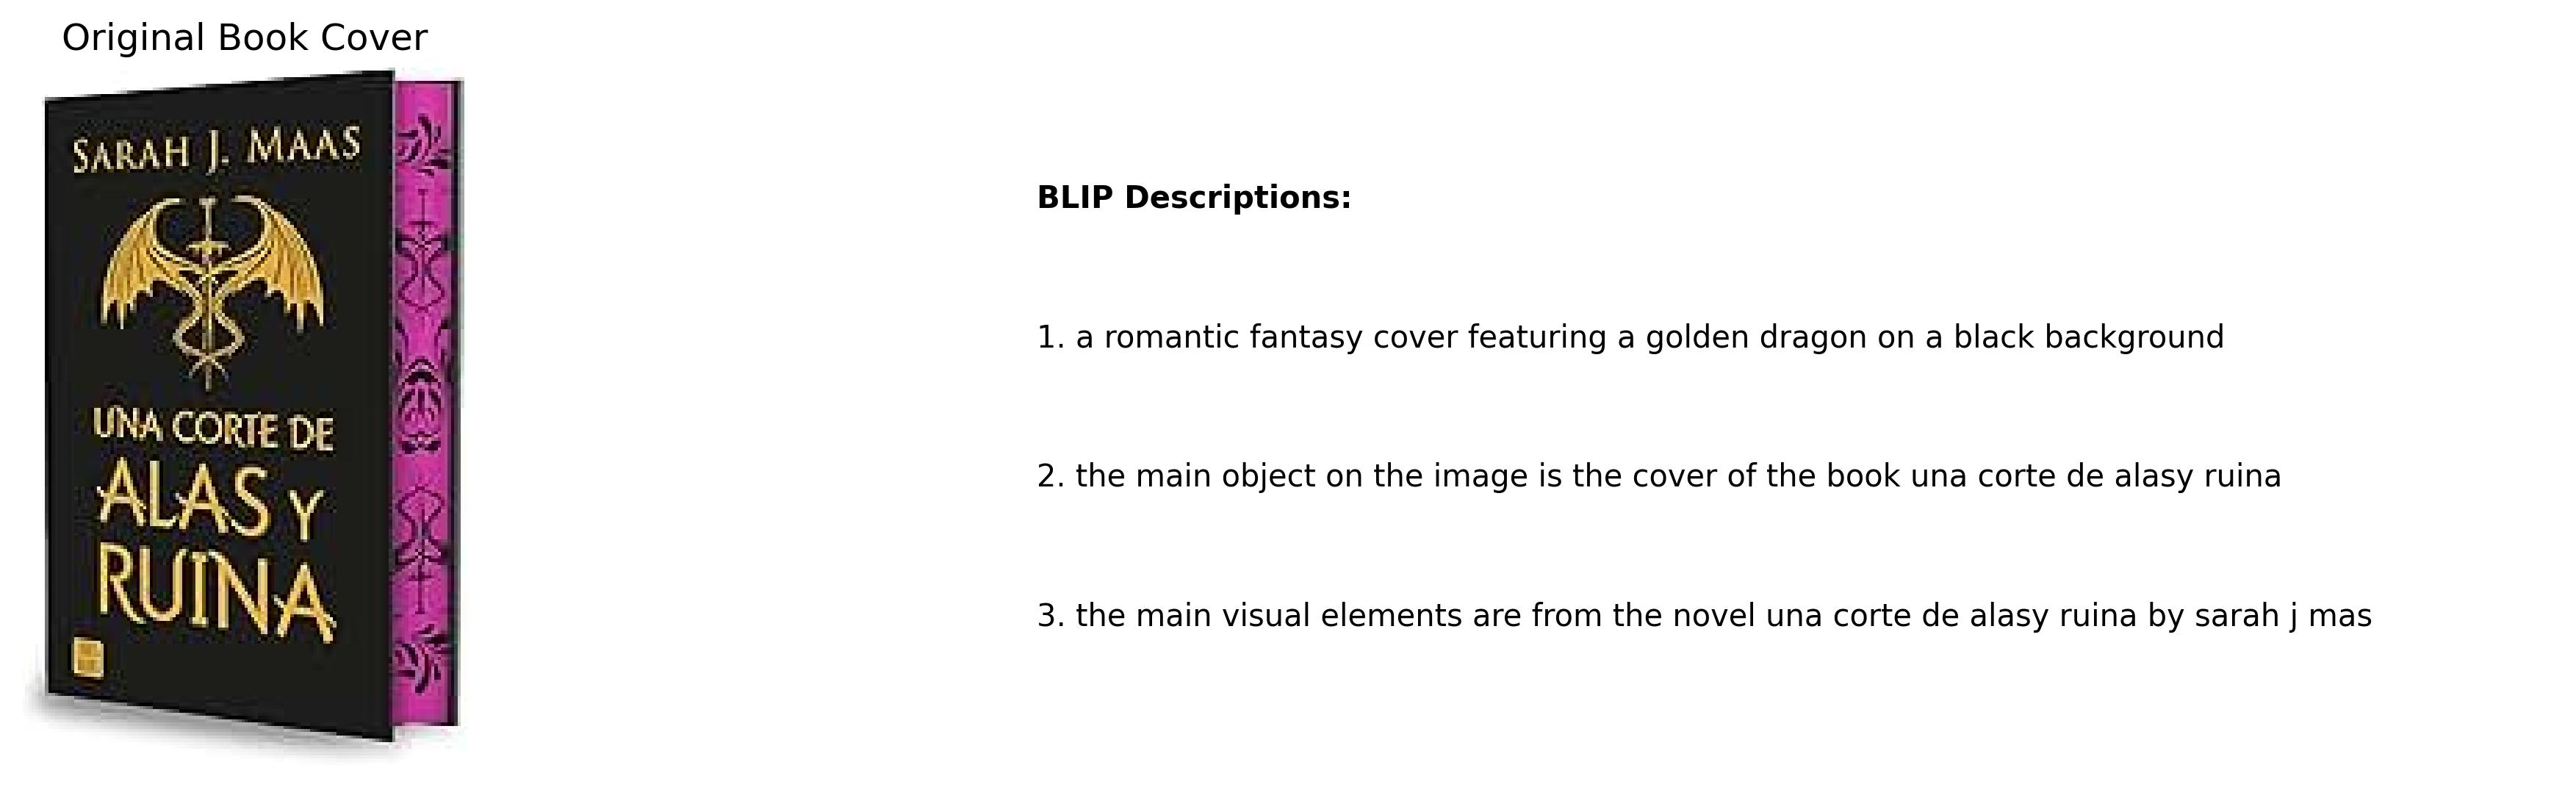 Original Book Cover
SARAH J. MAAS
UNA CORTE DE
ALAS Y
RUINA
BLIP Descriptions:
1. a romantic fantasy cover featuring a golden dragon on a black background
2. the main object on the image is the cover of the book una corte de alasy ruina
3. the main visual elements are from the novel una corte de alasy ruina by sarah j mas